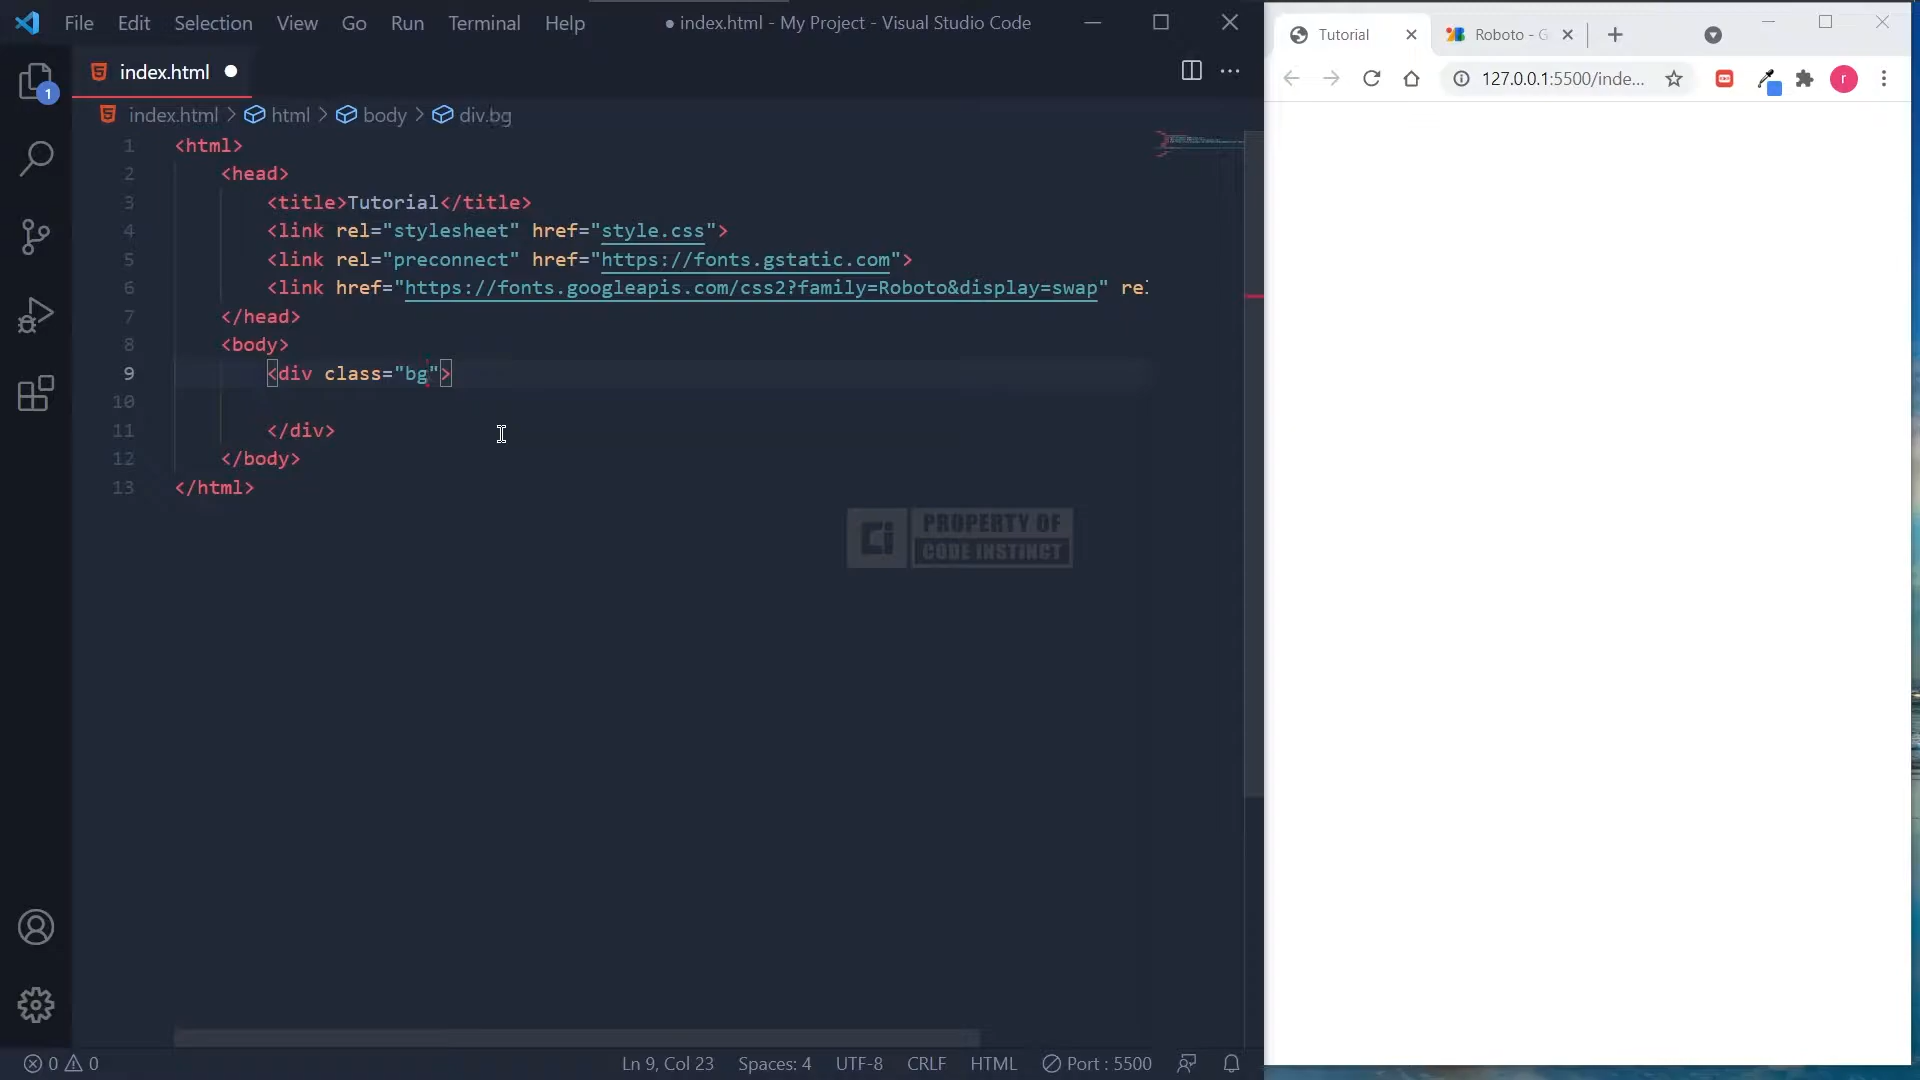 File Edit Selection View Go Run Terminal Help
● index.html - My Project - Visual Studio Code
1
index.html
index.html > html > body > div.bg
1 <html>
2 <head>
3 <title>Tutorial</title>
4 <link rel="stylesheet" href="style.css">
5 <link rel="preconnect" href="https://fonts.gstatic.com">
6 <link href="https://fonts.googleapis.com/css2?family=Roboto&display=swap" re
7 </head>
8 <body>
9 <div class="bg">
10
11 </div>
12 </body>
13 </html>
Ci PROPERTY OF
CODE INSTINCT
0 0 Ln 9, Col 23 Spaces: 4 UTF-8 CRLF HTML Port : 5500
Tutorial Roboto - G
127.0.0.1:5500/inde... r